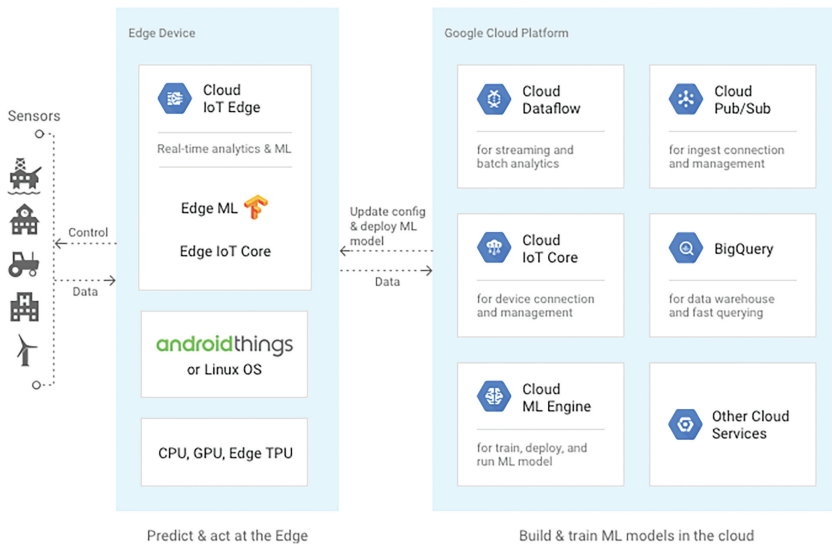 Edge Device
Google Cloud Platform
Sensors
Cloud
IoT Edge
Real-time analytics & ML
Edge ML
Edge IoT Core
Control
Data
androidthings
or Linux OS
CPU, GPU, Edge TPU
Update config
& deploy ML
model
Data
Cloud
Dataflow
for streaming and
batch analytics
Cloud
Pub/Sub
for ingest connection
and management
Cloud
IoT Core
for device connection
and management
BigQuery
for data warehouse
and fast querying
Cloud
ML Engine
for train, deploy, and
run ML model
Other Cloud
Services
Predict & act at the Edge
Build & train ML models in the cloud